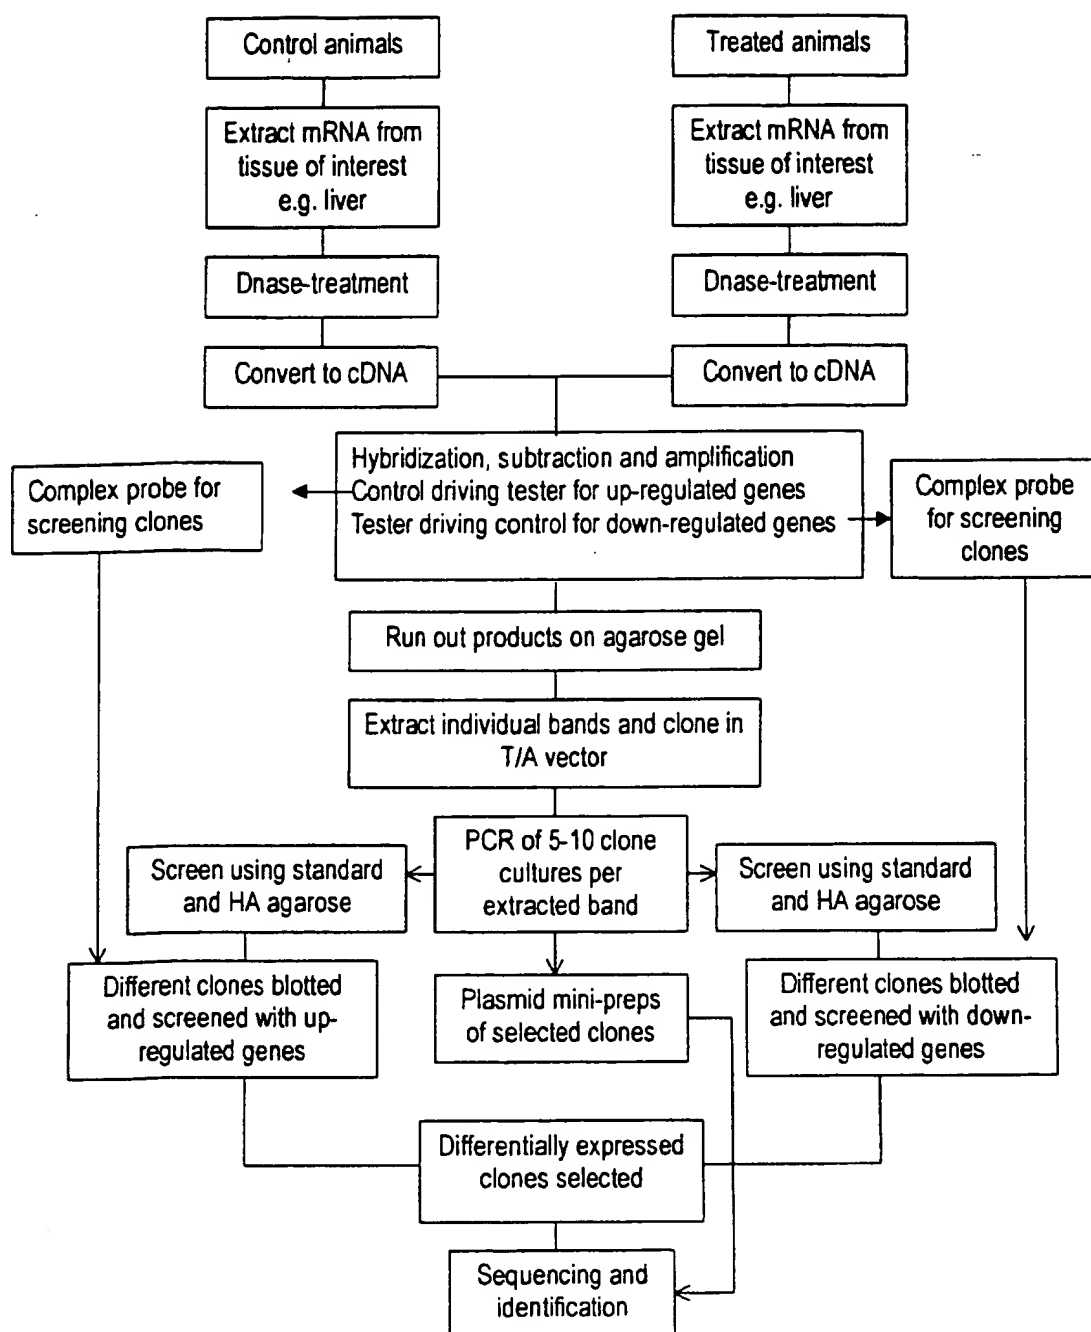 Control animals
Treated animals
Extract mRNA from
tissue of interest
e.g. liver
Extract mRNA from
tissue of interest
e.g. liver
Dnase-treatment
Dnase-treatment
Convert to cDNA
Convert to cDNA
Hybridization, subtraction and amplification
Control driving tester for up-regulated genes
Tester driving control for down-regulated genes
Complex probe for
screening clones
Complex probe
for screening
clones
Run out products on agarose gel
Extract individual bands and clone in
T/A vector
PCR of 5-10 clone
cultures per
extracted band
Screen using standard
and HA agarose
Screen using standard
and HA agarose
Different clones blotted
and screened with up-
regulated genes
Plasmid mini-preps
of selected clones
Different clones blotted
and screened with down-
regulated genes
Differentially expressed
clones selected
Sequencing and
identification